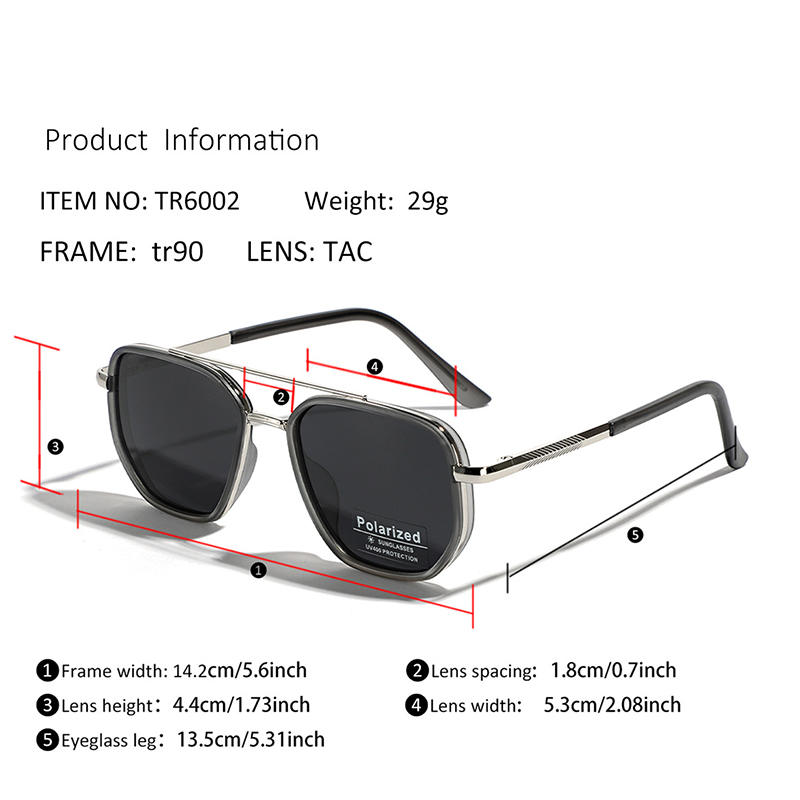 Product Information
ITEM NO: TR6002 Weight: 29g
FRAME: tr90 LENS: TAC
4
2
3
Polarized
SUNGLASSES
UV400 PROTECTION
5
1
1 Frame width: 14.2cm/5.6inch 2 Lens spacing: 1.8cm/0.7inch
3 Lens height: 4.4cm/1.73inch 4 Lens width: 5.3cm/2.08inch
5 Eyeglass leg: 13.5cm/5.31inch